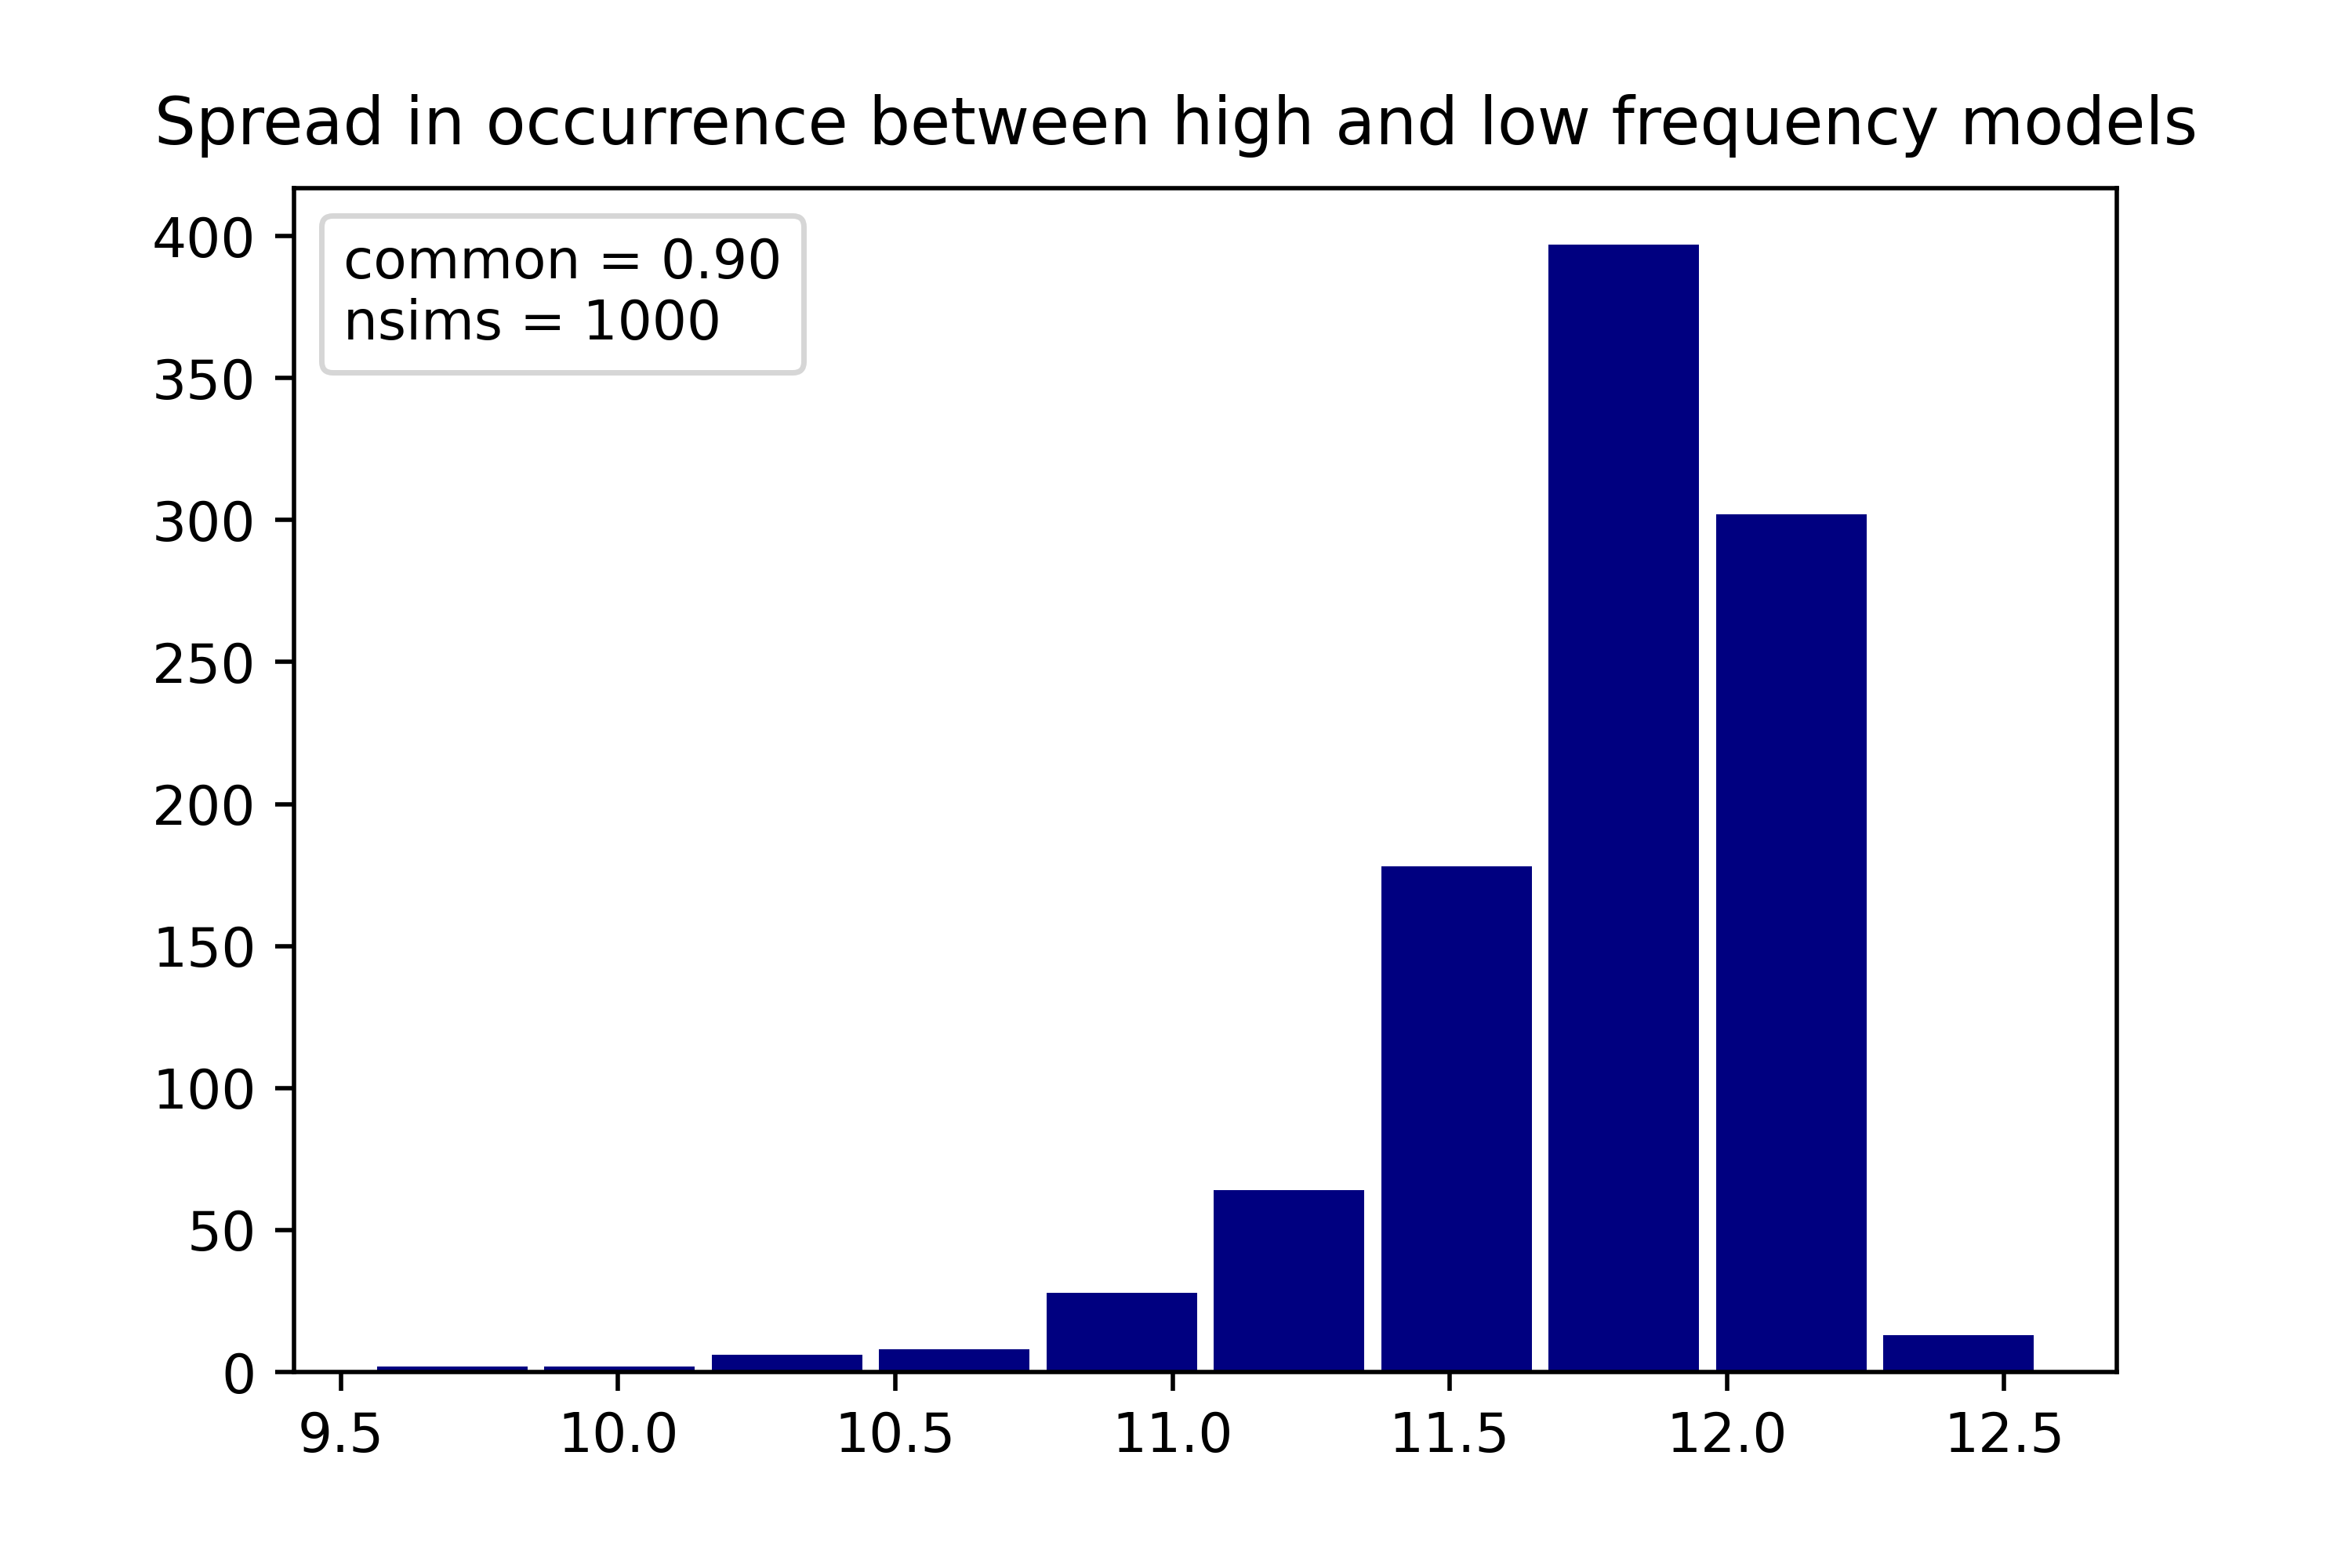 Spread in occurrence between high and low frequency models
common = 0.90
nsims = 1000
400
350
300
250
200
150
100
50
0
9.5 10.0 10.5 11.0 11.5 12.0 12.5